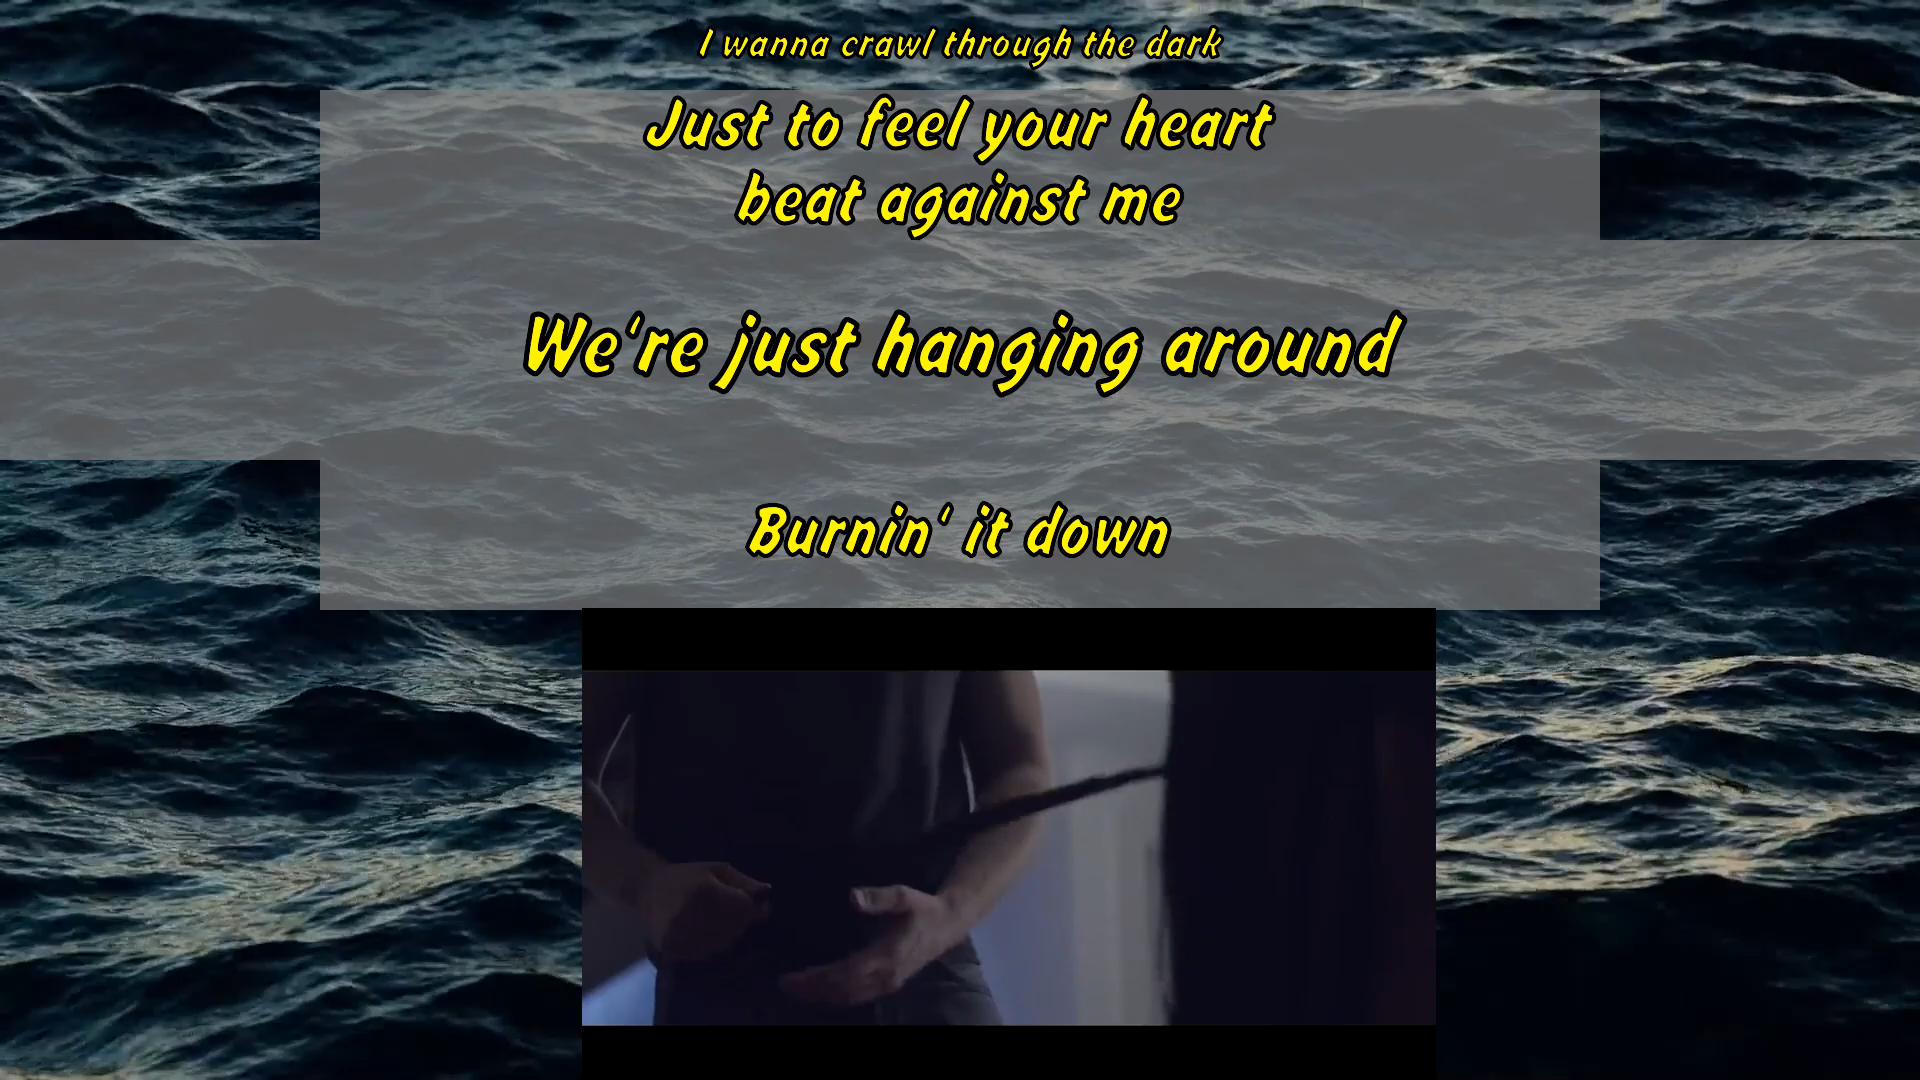 I wanna crawl through the dark
Just to feel your heart
beat against me
We're just hanging around
Burnin' it down